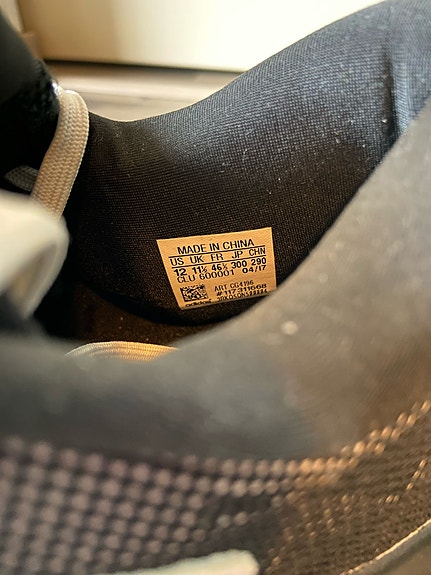 MADE IN CHINA
US UK FR JP CHN
12 11½ 46⅔ 300 290
CLU 600001 04/17
ART CG4196
adidas